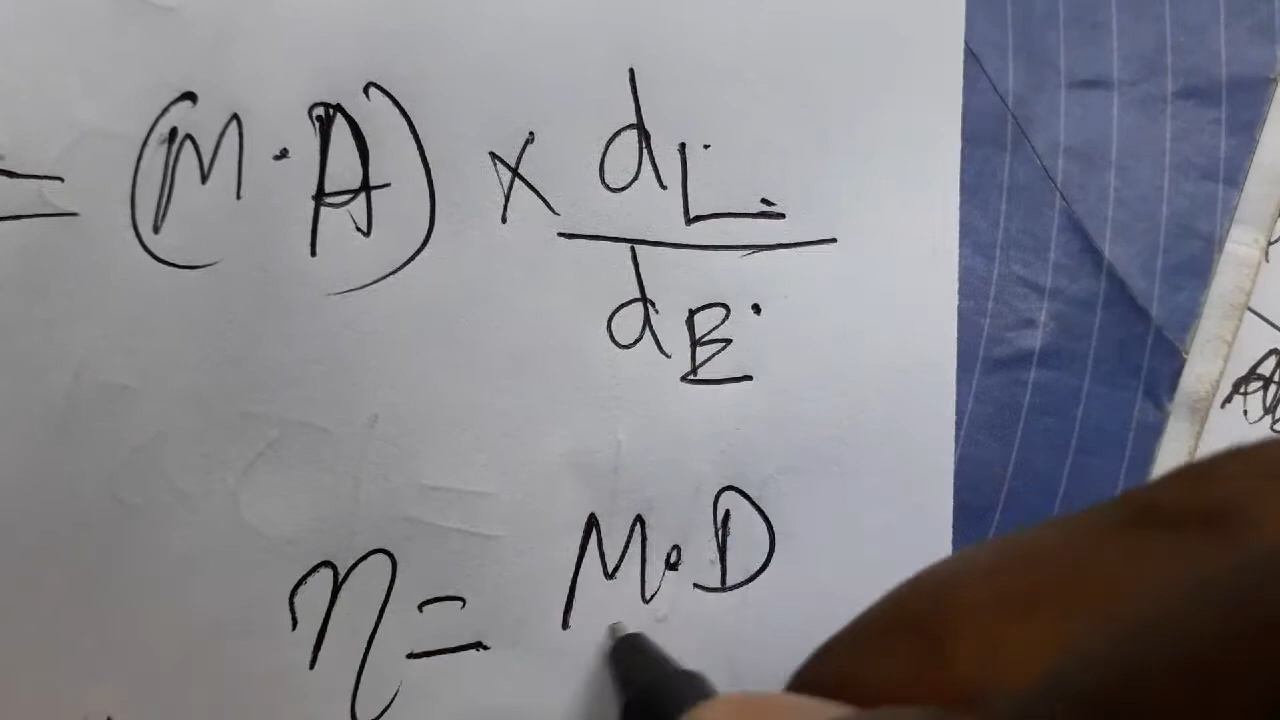 = (M·A) × dL/dE
η = M·D